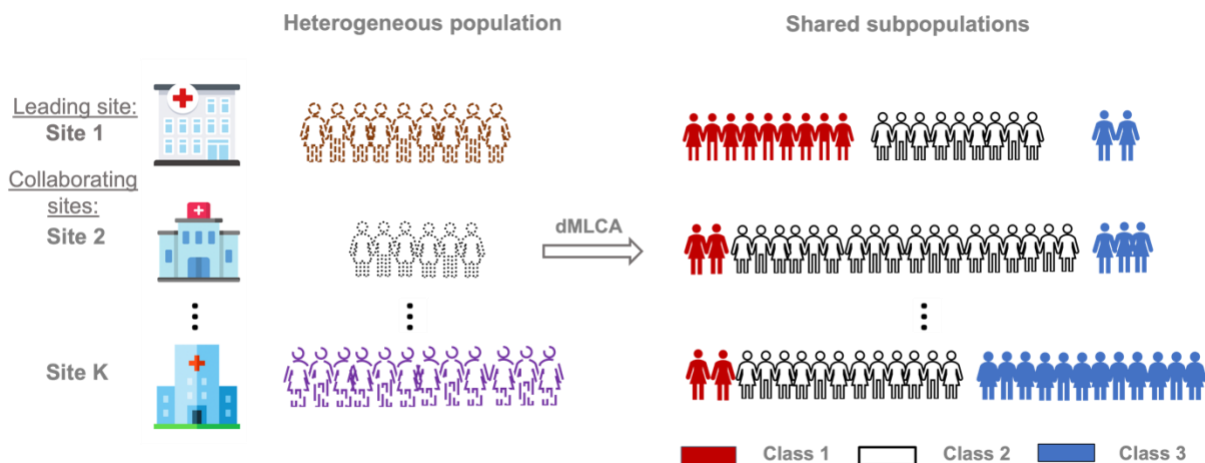 Heterogeneous population
Shared subpopulations
Leading site:
Site 1
Collaborating
sites:
Site 2
dMLCA
Site K
Class 1
Class 2
Class 3